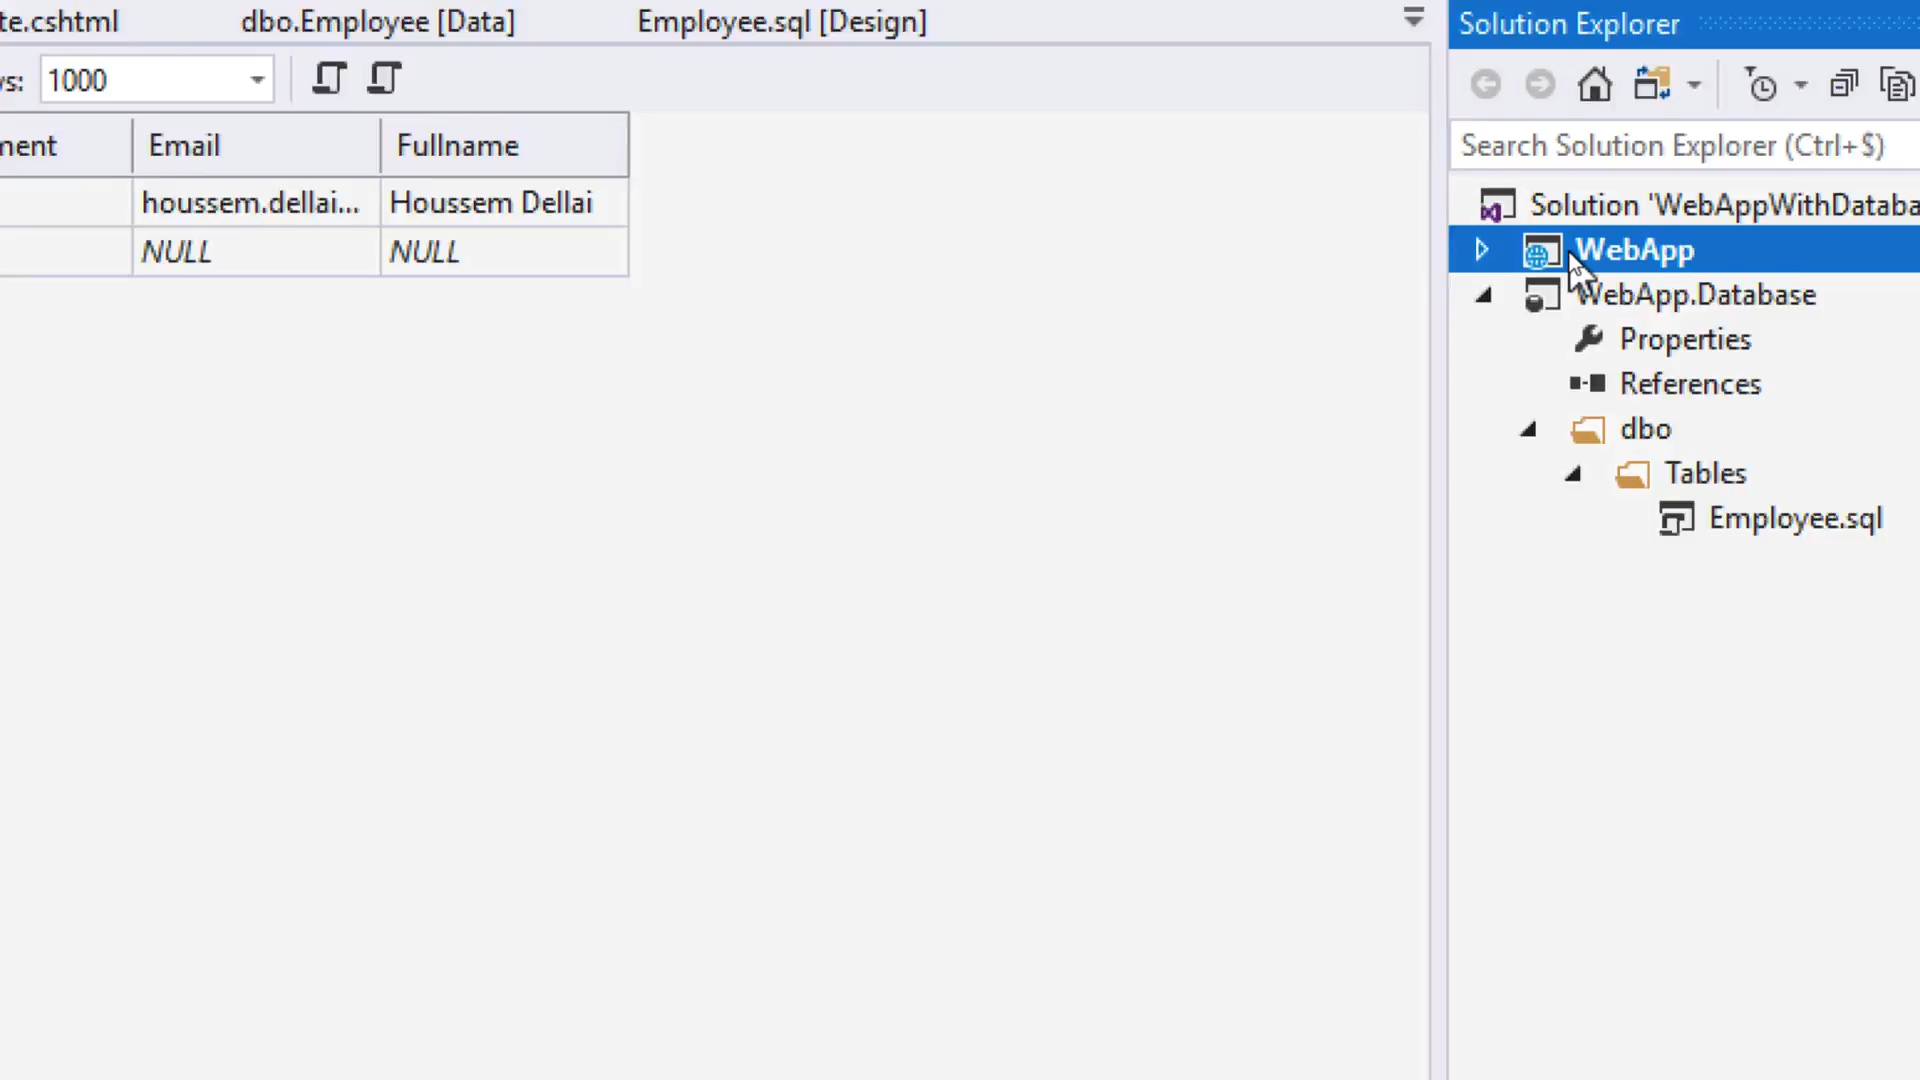 te.cshtml dbo.Employee [Data] Employee.sql [Design]
s: 1000
ment Email Fullname
houssem.dellai... Houssem Dellai
NULL NULL
Solution Explorer
Search Solution Explorer (Ctrl+$)
Solution 'WebAppWithDataba
WebApp
WebApp.Database
Properties
References
dbo
Tables
Employee.sql